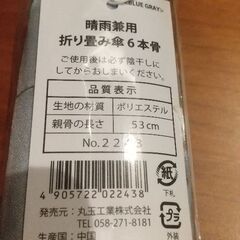 BLUE GRAY
晴雨兼用
折り畳み傘6本骨
ご使用後は必ず陰干しに
してからおしまいください。
品質表示
生地の材質 ポリエステル
親骨の長さ 53cm
No.2243
4 905722 022438
紙
下札
プラ
外装
発売元：丸玉工業株式会社
TEL 058-271-8181
生産国：中国